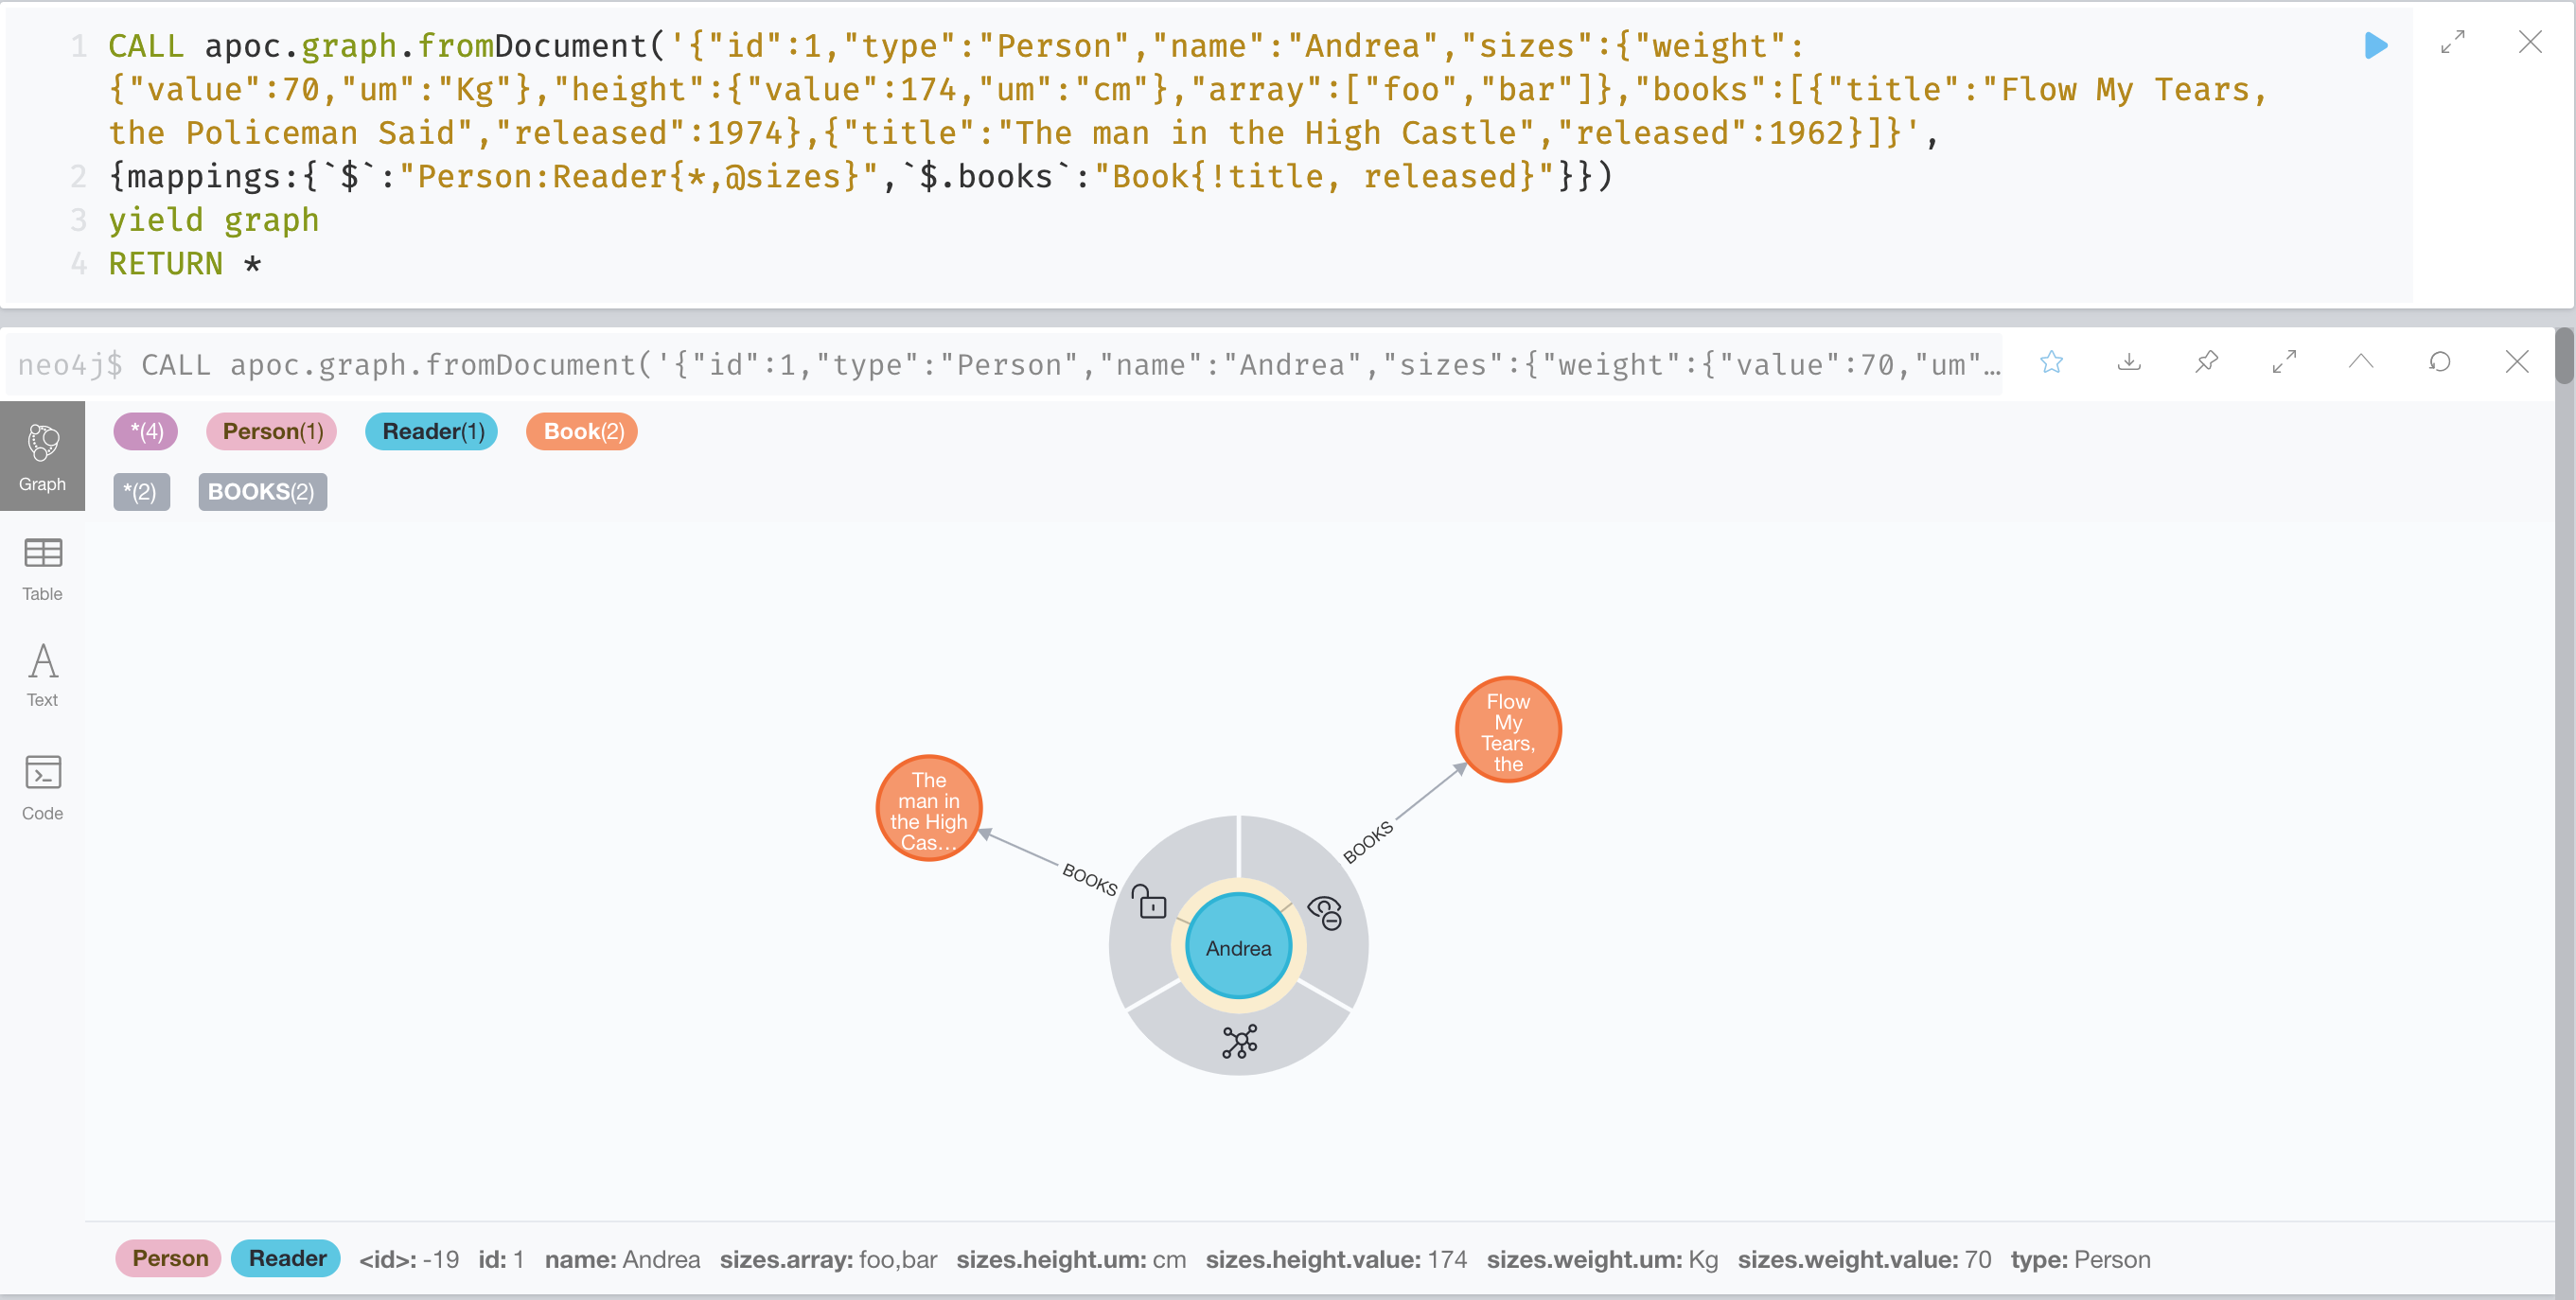 1 CALL apoc.graph.fromDocument('{"id":1,"type":"Person","name":"Andrea","sizes":{"weight":
{"value":70,"um":"Kg"},"height":{"value":174,"um":"cm"},"array":["foo","bar"]},"books":[{"title":"Flow My Tears,
the Policeman Said","released":1974},{"title":"The man in the High Castle","released":1962}]}',
2 {mappings:{`$`:"Person:Reader{*,@sizes}",`$.books`:"Book{!title, released}"}})
3 yield graph
4 RETURN *
neo4j$ CALL apoc.graph.fromDocument('{"id":1,"type":"Person","name":"Andrea","sizes":{"weight":{"value":70,"um"…
*(4) Person(1) Reader(1) Book(2)
*(2) BOOKS(2)
Graph
Table
Text
Code
Flow
My
Tears,
the
The
man in
the High
Cas…
BOOKS
BOOKS
Andrea
Person Reader <id>: -19 id: 1 name: Andrea sizes.array: foo,bar sizes.height.um: cm sizes.height.value: 174 sizes.weight.um: Kg sizes.weight.value: 70 type: Person